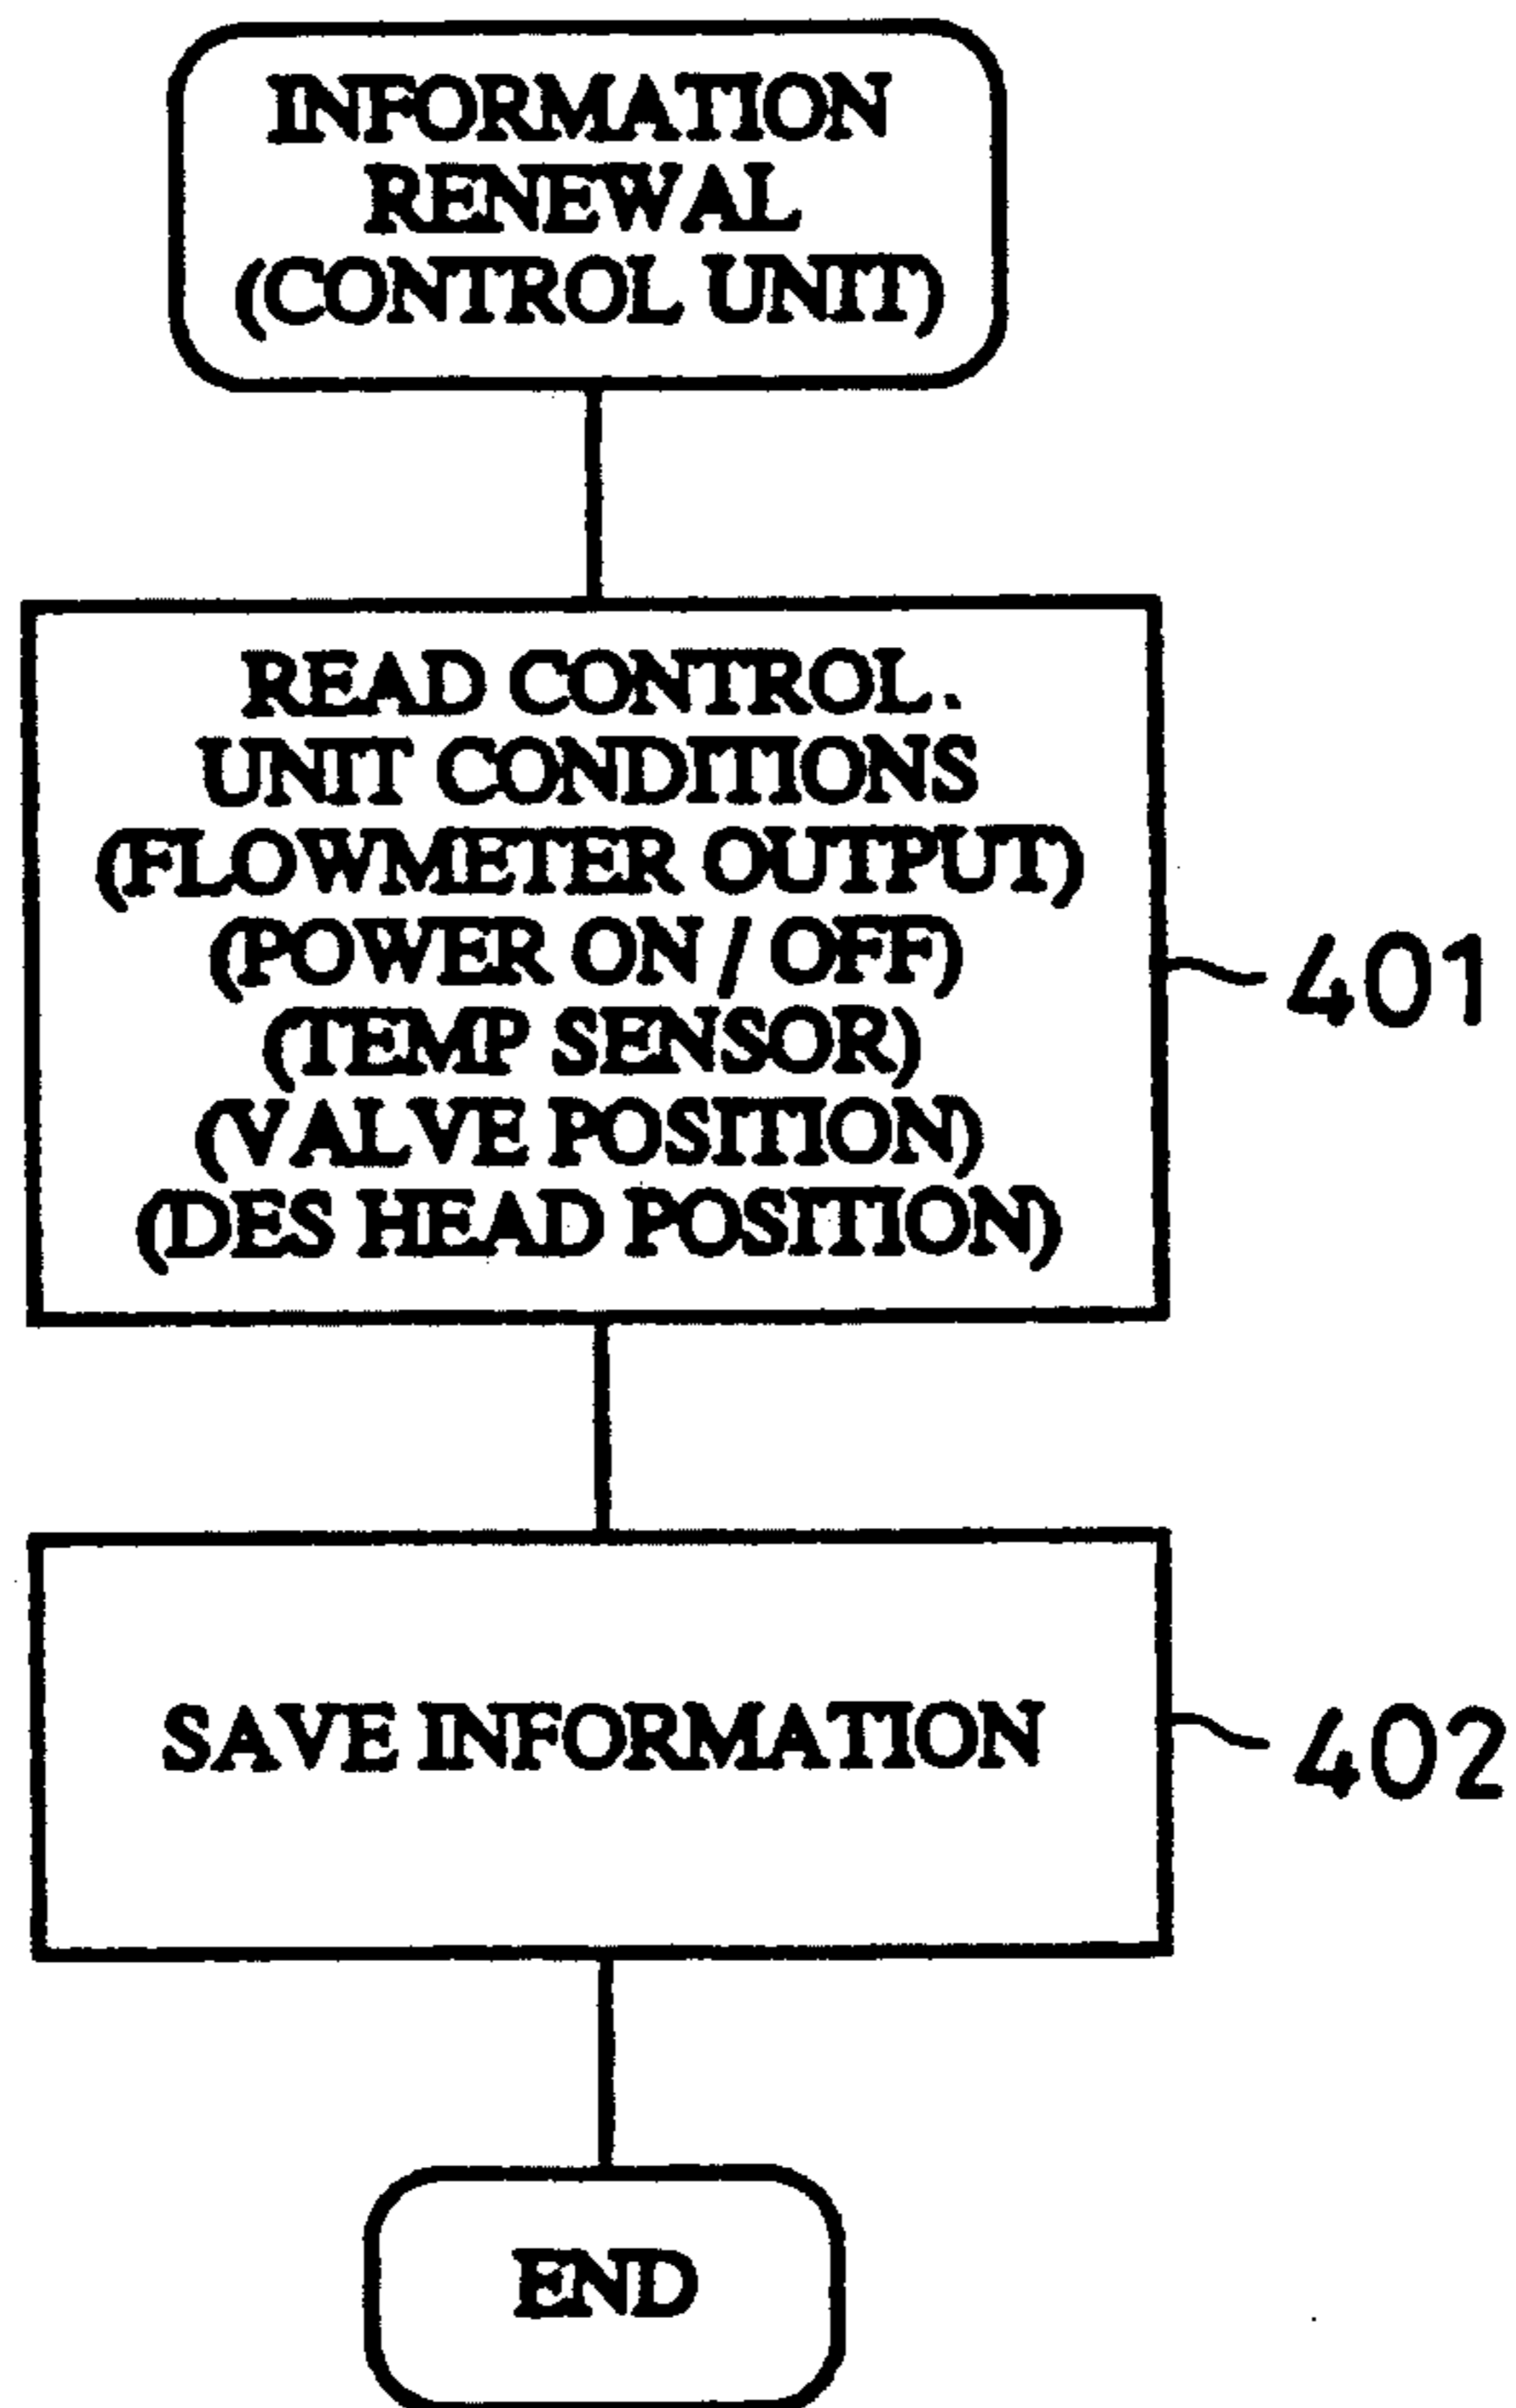 INFORMATION
RENEWAL
(CONTROL UNIT)
READ CONTROL.
UNIT CONDITIONS
(FLOWMETER OUTPUT)
(POWER ON/OFF)
(TEMP SENSOR)
(VALVE POSITION)
(DES HEAD POSITION)
401
SAVE INFORMATION
402
END